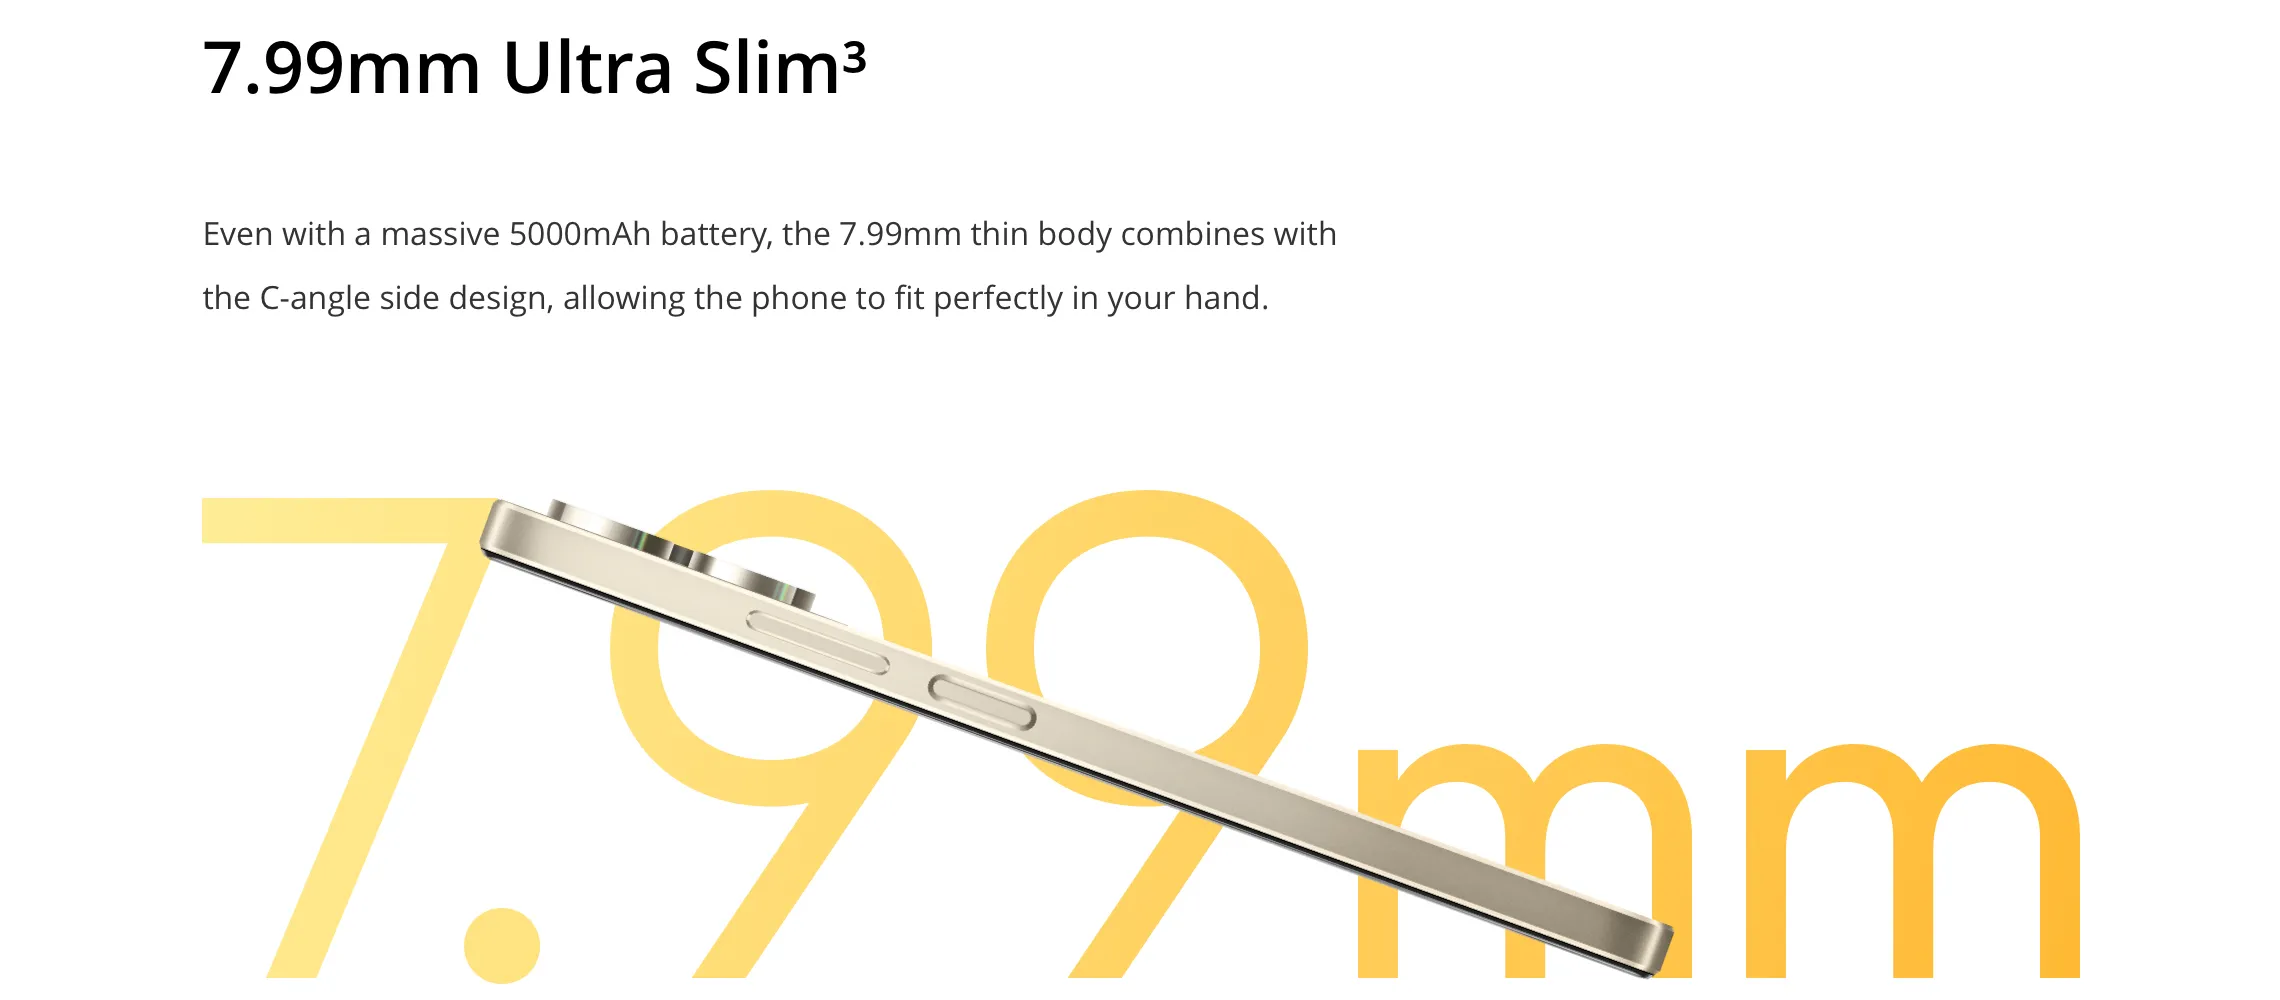 7.99mm Ultra Slim³
Even with a massive 5000mAh battery, the 7.99mm thin body combines with
the C-angle side design, allowing the phone to fit perfectly in your hand.
7.99mm